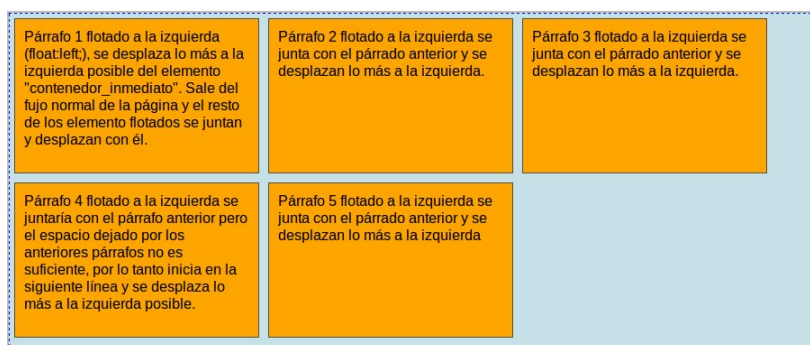 Párrafo 1 flotado a la izquierda
(float:left;), se desplaza lo más a la
izquierda posible del elemento
"contenedor_inmediato". Sale del
fujo normal de la página y el resto
de los elemento flotados se juntan
y desplazan con él.
Párrafo 2 flotado a la izquierda se
junta con el párrado anterior y se
desplazan lo más a la izquierda.
Párrafo 3 flotado a la izquierda se
junta con el párrado anterior y se
desplazan lo más a la izquierda.
Párrafo 4 flotado a la izquierda se
juntaría con el párrafo anterior pero
el espacio dejado por los
anteriores párrafos no es
suficiente, por lo tanto inicia en la
siguiente línea y se desplaza lo
más a la izquierda posible.
Párrafo 5 flotado a la izquierda se
junta con el párrado anterior y se
desplazan lo más a la izquierda